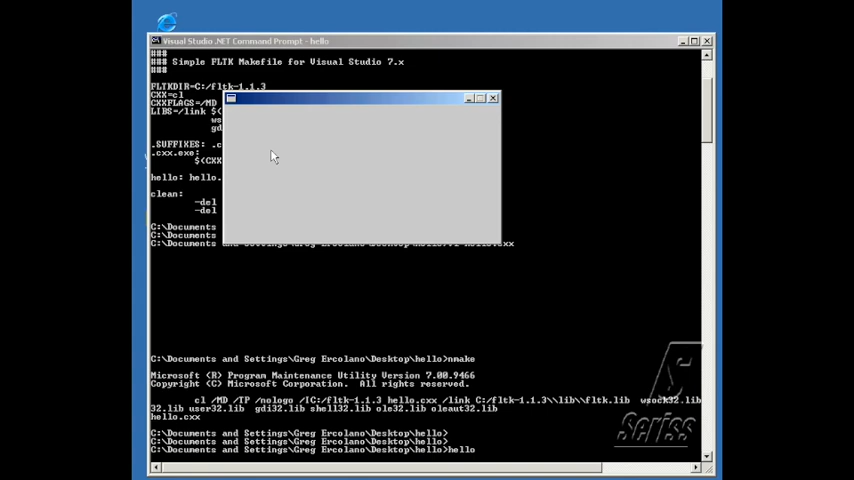 Visual Studio .NET Command Prompt - hello
###
### Simple FLTK Makefile for Visual Studio 7.x
###
FLTKDIR=C:/fltk-1.1.3
CXX=cl
CXXFLAGS=/MD
LIBS=/link $(
ws
gd
.SUFFIXES: .c
.cxx.exe:
$(CXX
hello: hello.
clean:
-del
-del
C:\Documents
C:\Documents
C:\Documents
C:\Documents and Settings\Greg Ercolano\Desktop\hello>nmake
Microsoft (R) Program Maintenance Utility Version 7.00.9466
Copyright (C) Microsoft Corporation.  All rights reserved.
cl /MD /TP /nologo /IC:/fltk-1.1.3 hello.cxx /link C:/fltk-1.1.3\\lib\\fltk.lib  wsock32.lib
32.lib user32.lib  gdi32.lib shell32.lib ole32.lib oleaut32.lib
hello.cxx
C:\Documents and Settings\Greg Ercolano\Desktop\hello>
C:\Documents and Settings\Greg Ercolano\Desktop\hello>
C:\Documents and Settings\Greg Ercolano\Desktop\hello>hello
Seriss